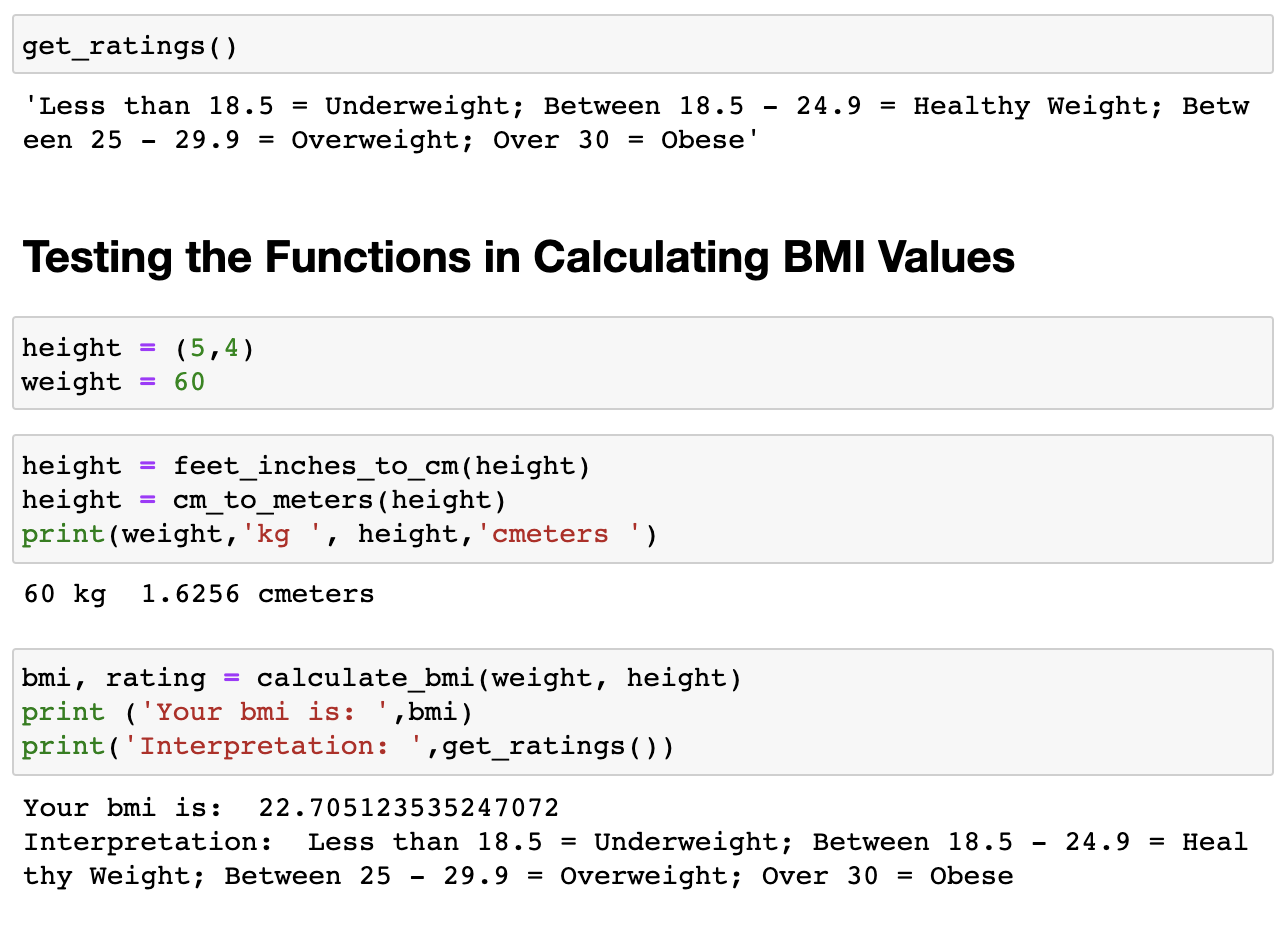 get_ratings()
'Less than 18.5 = Underweight; Between 18.5 - 24.9 = Healthy Weight; Betw
een 25 - 29.9 = Overweight; Over 30 = Obese'
Testing the Functions in Calculating BMI Values
height = (5,4)
weight = 60
height = feet_inches_to_cm(height)
height = cm_to_meters(height)
print(weight,'kg ', height,'cmeters ')
60 kg  1.6256 cmeters
bmi, rating = calculate_bmi(weight, height)
print ('Your bmi is: ',bmi)
print('Interpretation: ',get_ratings())
Your bmi is:  22.705123535247072
Interpretation:  Less than 18.5 = Underweight; Between 18.5 - 24.9 = Heal
thy Weight; Between 25 - 29.9 = Overweight; Over 30 = Obese